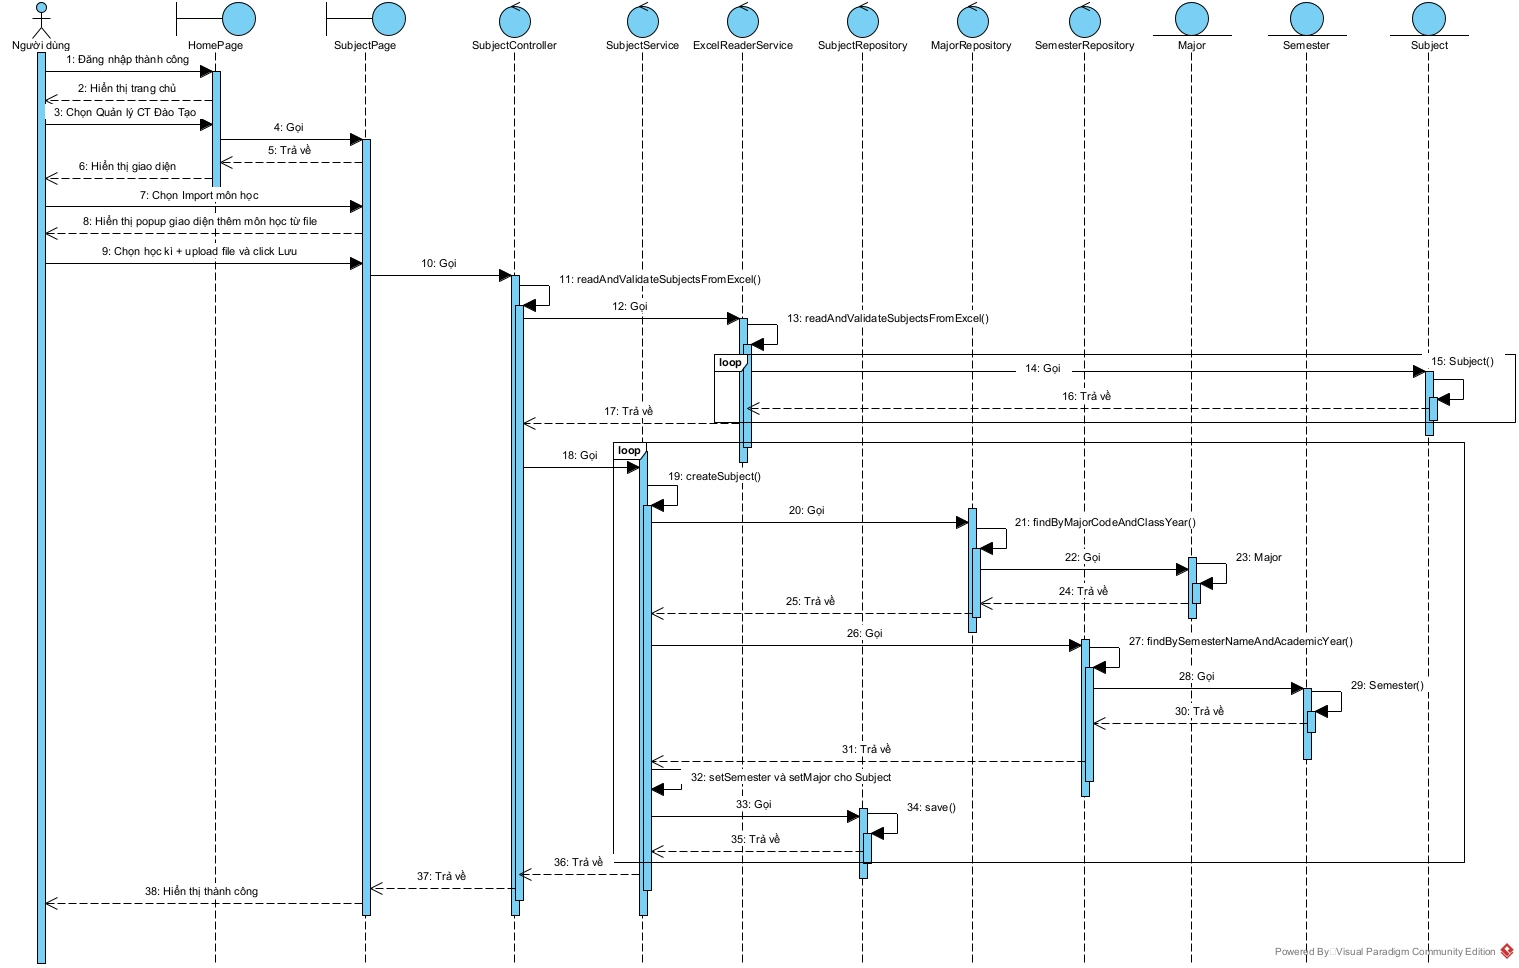 Người dùng
HomePage
SubjectPage
SubjectController
SubjectService
ExcelReaderService
SubjectRepository
MajorRepository
SemesterRepository
Major
Semester
Subject
1: Đăng nhập thành công
2: Hiển thị trang chủ
3: Chọn Quản lý CT Đào Tạo
4: Gọi
5: Trả về
6: Hiển thị giao diện
7: Chọn Import môn học
8: Hiển thị popup giao diện thêm môn học từ file
9: Chọn học kì + upload file và click Lưu
10: Gọi
11: readAndValidateSubjectsFromExcel()
12: Gọi
13: readAndValidateSubjectsFromExcel()
loop
14: Gọi
15: Subject()
16: Trả về
17: Trả về
loop
18: Gọi
19: createSubject()
20: Gọi
21: findByMajorCodeAndClassYear()
22: Gọi
23: Major
24: Trả về
25: Trả về
26: Gọi
27: findBySemesterNameAndAcademicYear()
28: Gọi
29: Semester()
30: Trả về
31: Trả về
32: setSemester và setMajor cho Subject
33: Gọi
34: save()
35: Trả về
36: Trả về
37: Trả về
38: Hiển thị thành công
Powered By Visual Paradigm Community Edition